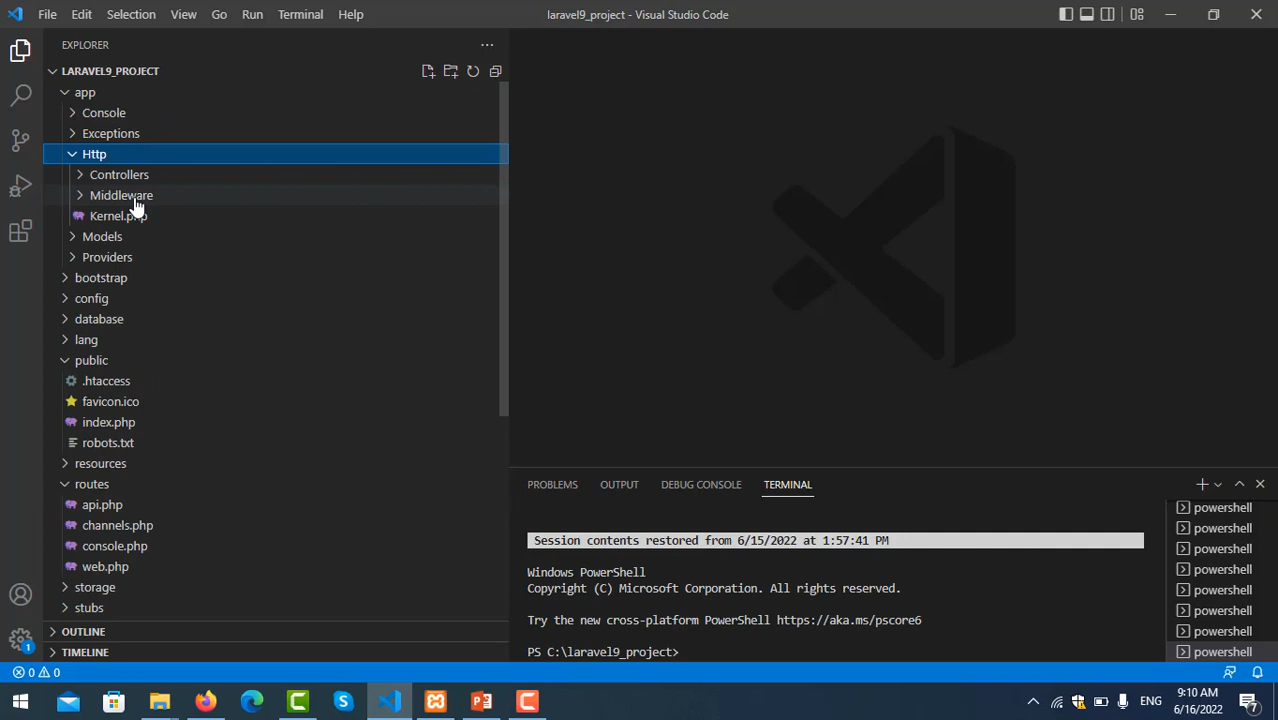 File Edit Selection View Go Run Terminal Help
laravel9_project - Visual Studio Code
EXPLORER
LARAVEL9_PROJECT
app
Console
Exceptions
Http
Controllers
Middleware
Kernel.php
Models
Providers
bootstrap
config
database
lang
public
.htaccess
favicon.ico
index.php
robots.txt
resources
routes
api.php
channels.php
console.php
web.php
storage
stubs
OUTLINE
TIMELINE
PROBLEMS OUTPUT DEBUG CONSOLE TERMINAL
Session contents restored from 6/15/2022 at 1:57:41 PM
Windows PowerShell
Copyright (C) Microsoft Corporation. All rights reserved.
Try the new cross-platform PowerShell https://aka.ms/pscore6
PS C:\laravel9_project>
powershell
powershell
powershell
powershell
powershell
powershell
powershell
powershell
1
0 0
ENG
9:10 AM
6/16/2022
7